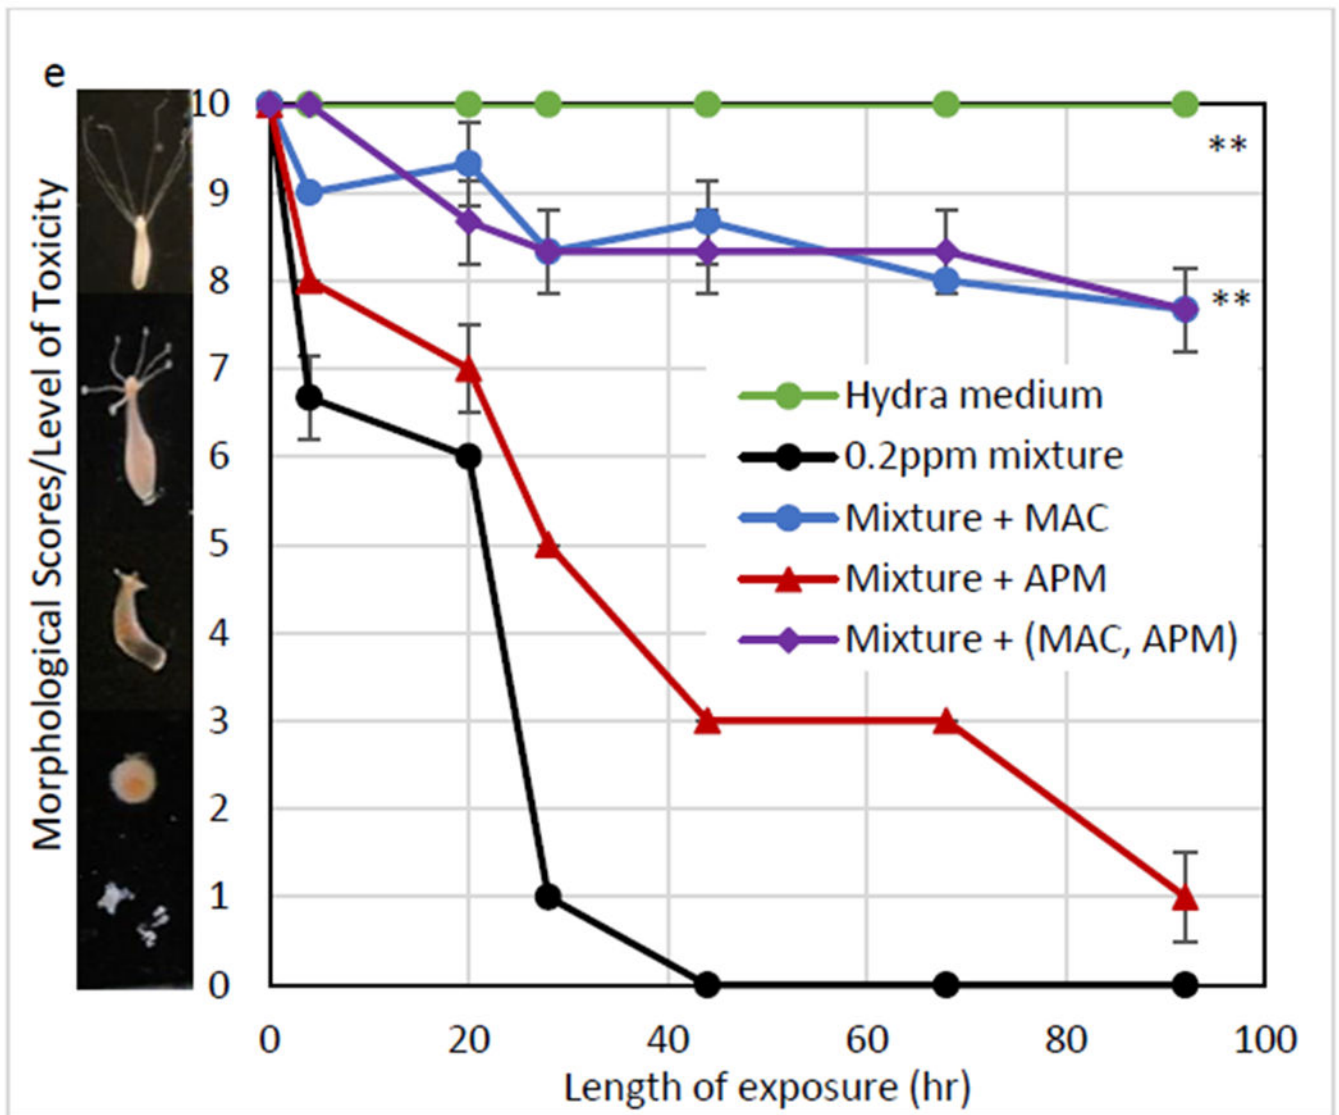 e
Morphological Scores/Level of Toxicity
10
9
8
7
6
5
4
3
2
1
0
**
**
Hydra medium
0.2ppm mixture
Mixture + MAC
Mixture + APM
Mixture + (MAC, APM)
0 20 40 60 80 100
Length of exposure (hr)